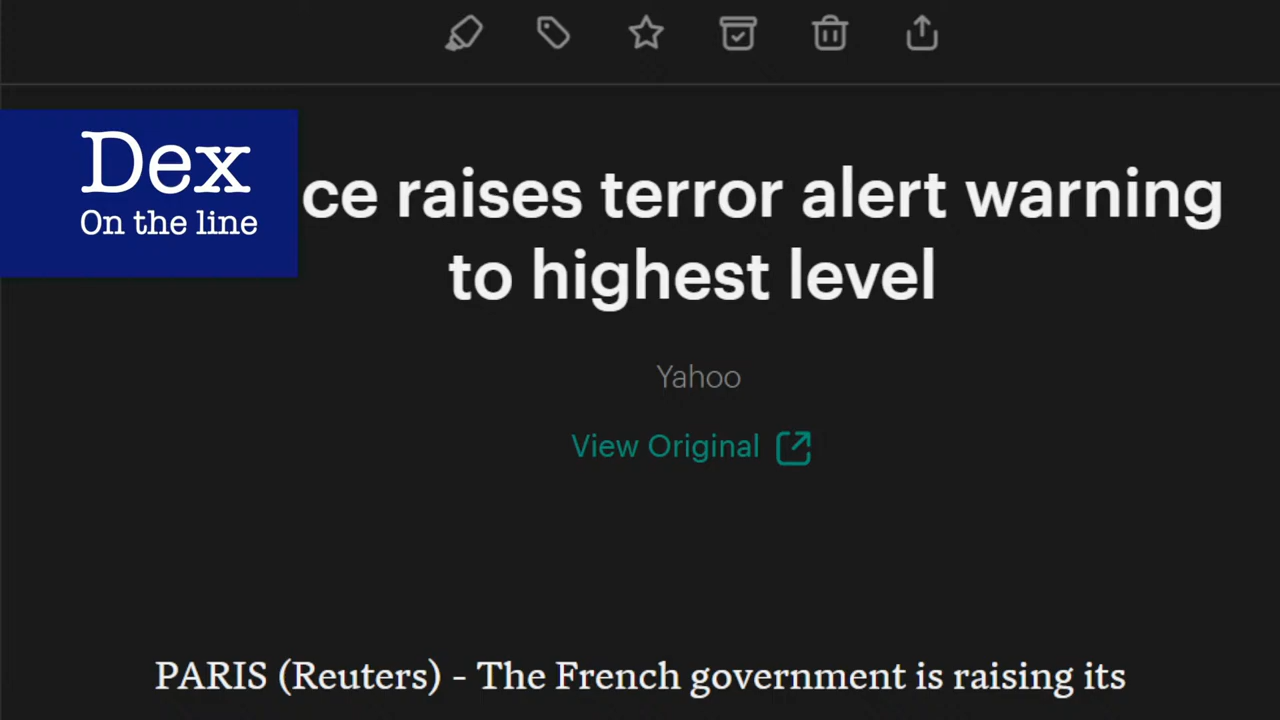 Dex
On the line
ce raises terror alert warning
to highest level
Yahoo
View Original
PARIS (Reuters) - The French government is raising its